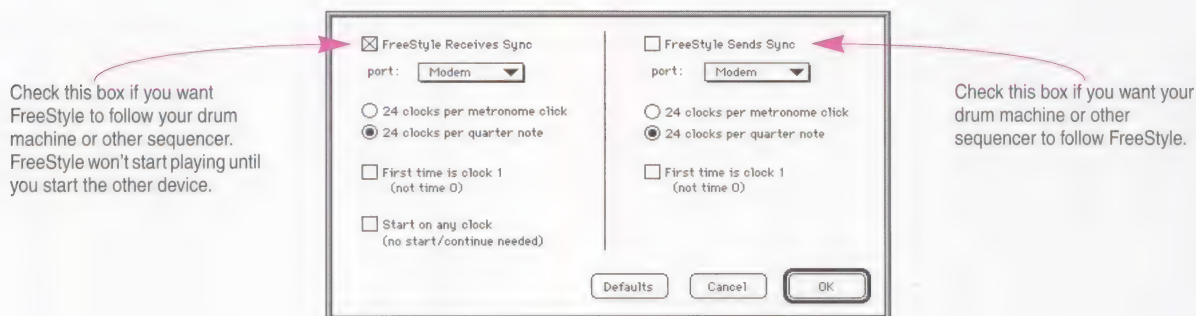 Check this box if you want
FreeStyle to follow your drum
machine or other sequencer.
FreeStyle won't start playing until
you start the other device.
FreeStyle Receives Sync
port: Modem
24 clocks per metronome click
24 clocks per quarter note
First time is clock 1
(not time 0)
Start on any clock
(no start/continue needed)
FreeStyle Sends Sync
port: Modem
24 clocks per metronome click
24 clocks per quarter note
First time is clock 1
(not time 0)
Defaults Cancel OK
Check this box if you want your
drum machine or other
sequencer to follow FreeStyle.